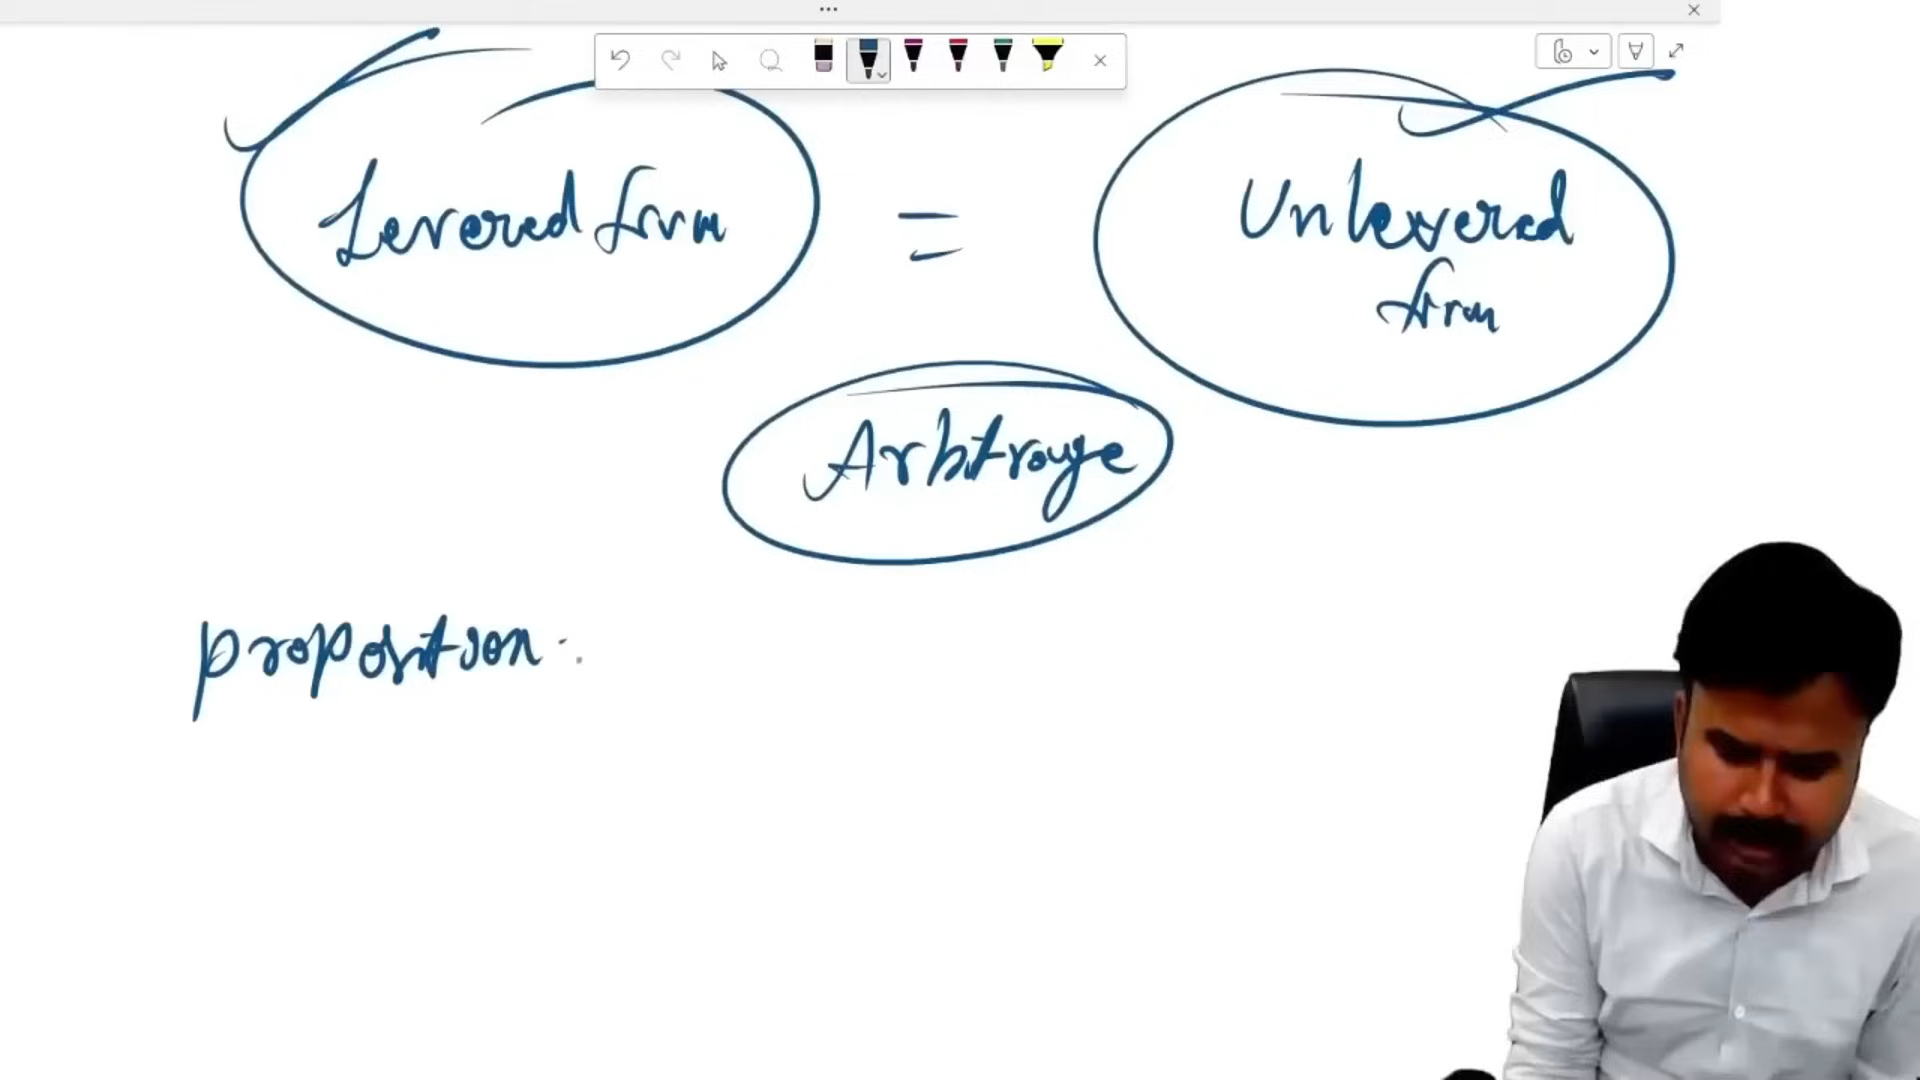 Levered firm = Unlevered
firm
Arbitrage
proposition :